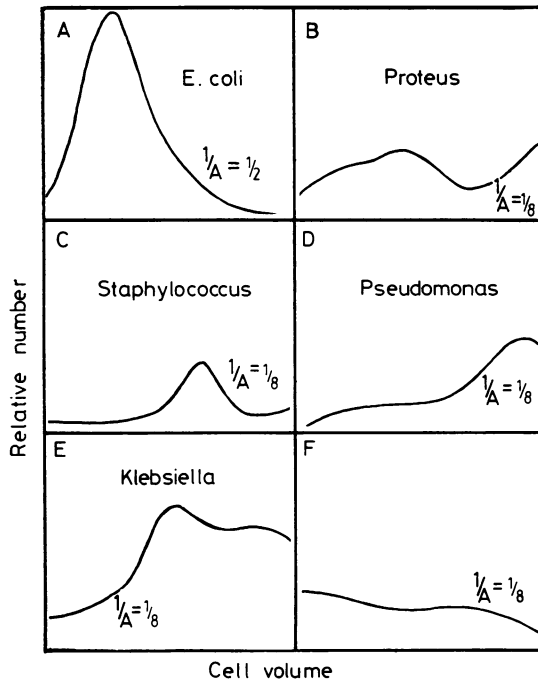 A
E. coli
1/A = 1/2
B
Proteus
1/A = 1/8
C
Staphylococcus
1/A = 1/8
D
Pseudomonas
1/A = 1/8
E
Klebsiella
1/A = 1/8
F
1/A = 1/8
Relative number
Cell volume